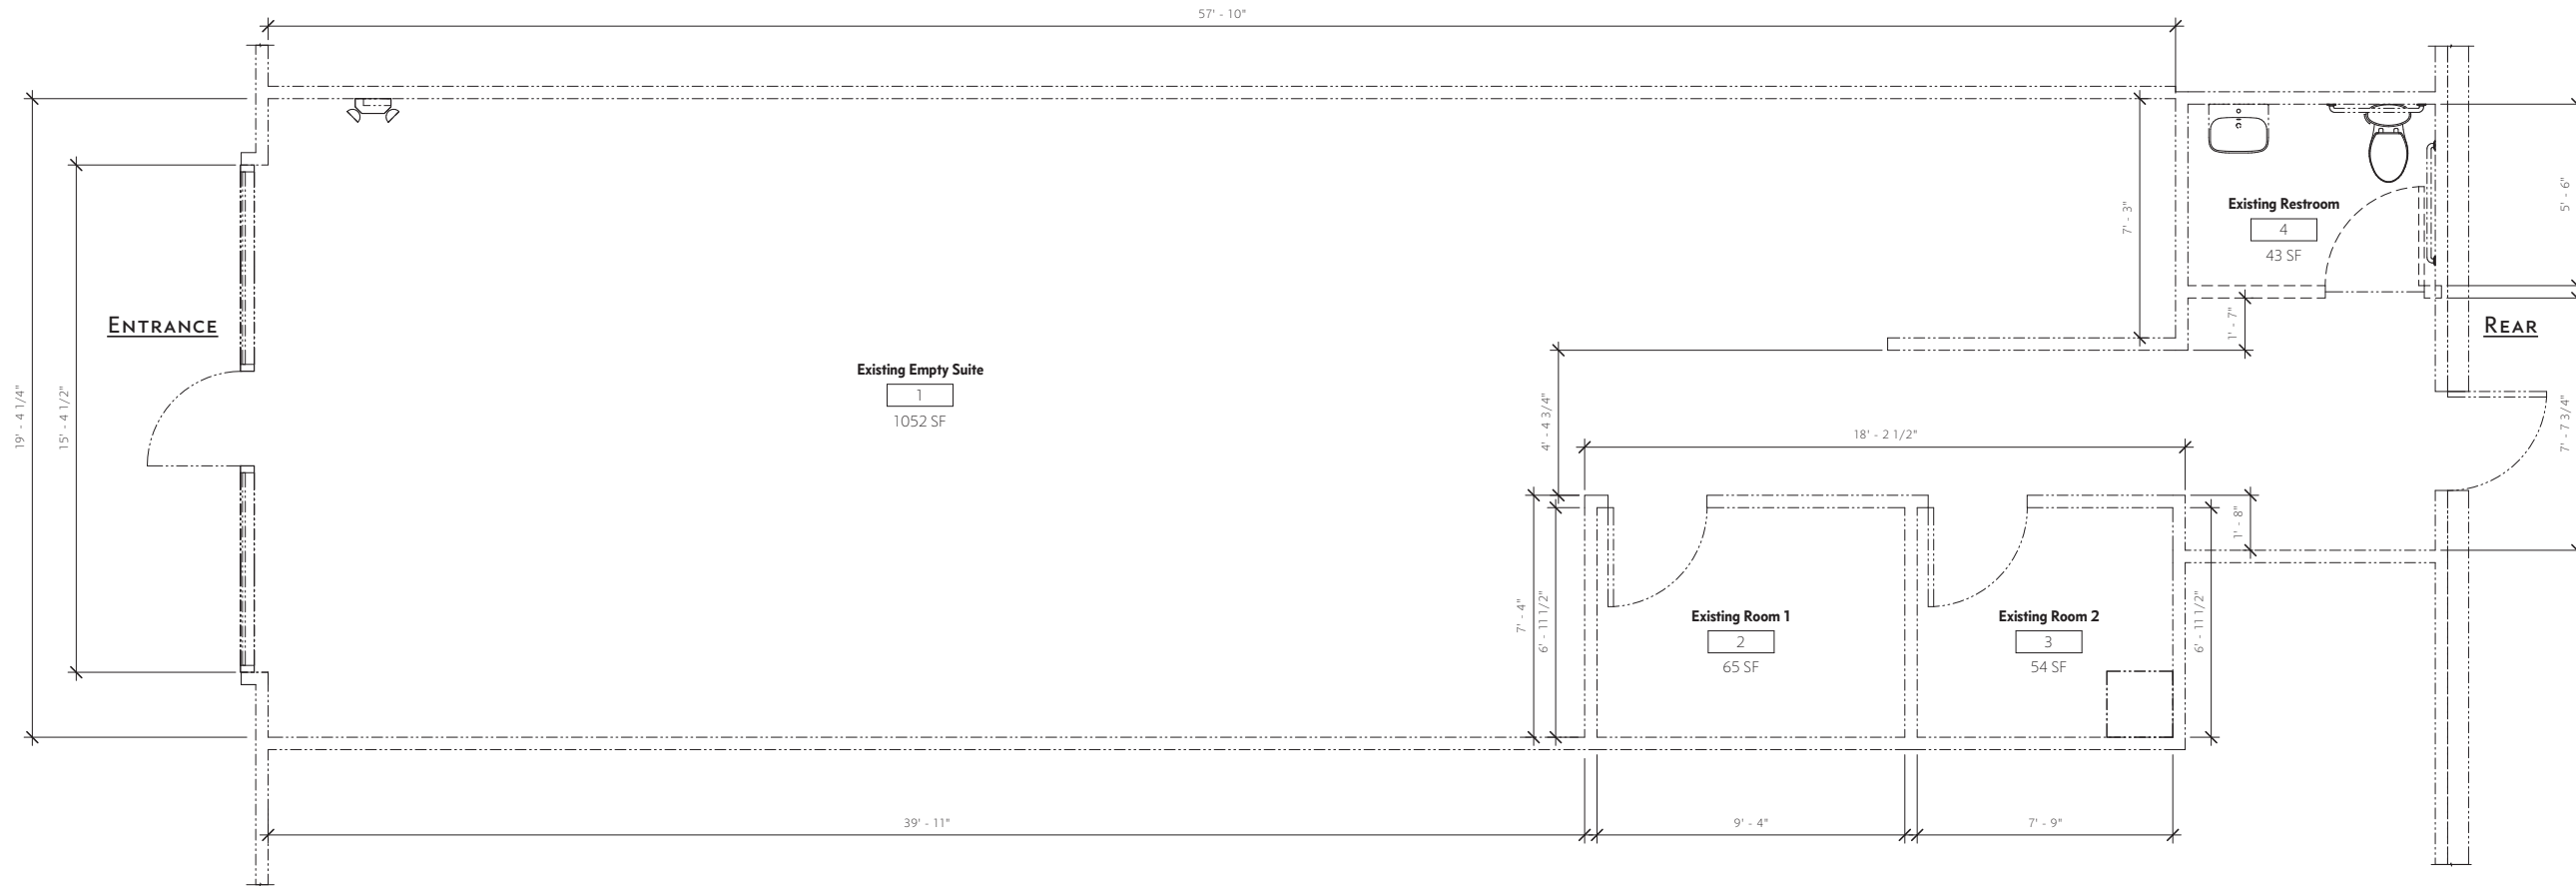 57' - 10"
19' - 4 1/4"
15' - 4 1/2"
ENTRANCE
Existing Empty Suite
1
1052 SF
7' - 3"
Existing Restroom
4
43 SF
5' - 6"
1' - 7"
REAR
4' - 4 3/4"
18' - 2 1/2"
7' - 7 3/4"
1' - 8"
7' - 4"
6' - 11 1/2"
Existing Room 1
2
65 SF
Existing Room 2
3
54 SF
6' - 11 1/2"
39' - 11"
9' - 4"
7' - 9"